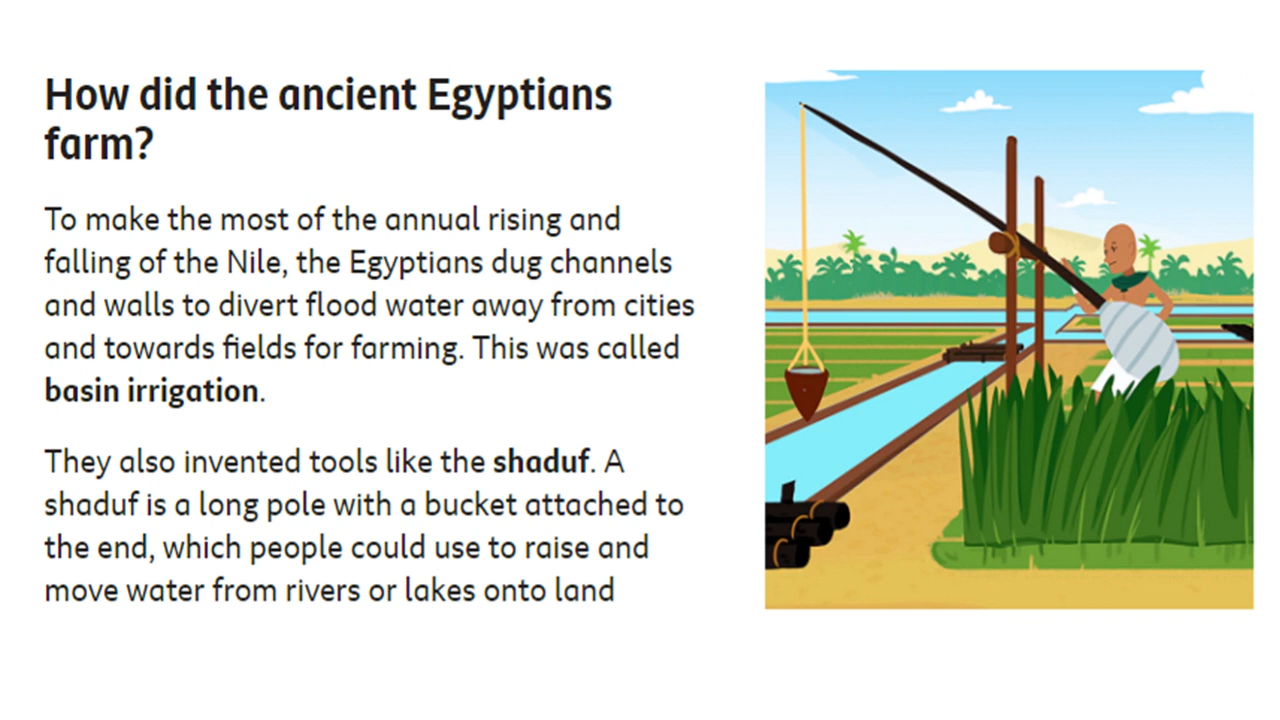 How did the ancient Egyptians
farm?
To make the most of the annual rising and
falling of the Nile, the Egyptians dug channels
and walls to divert flood water away from cities
and towards fields for farming. This was called
basin irrigation.
They also invented tools like the shaduf. A
shaduf is a long pole with a bucket attached to
the end, which people could use to raise and
move water from rivers or lakes onto land